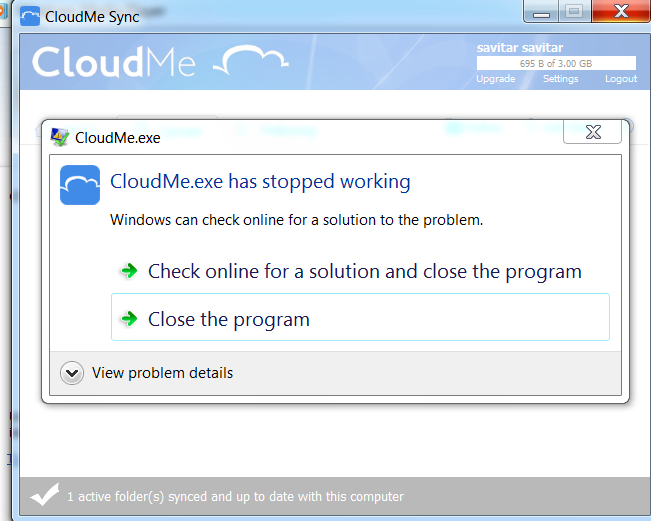 CloudMe Sync
CloudMe
savitar savitar
695 B of 3.00 GB
Upgrade Settings Logout
CloudMe.exe
CloudMe.exe has stopped working
Windows can check online for a solution to the problem.
Check online for a solution and close the program
Close the program
View problem details
1 active folder(s) synced and up to date with this computer